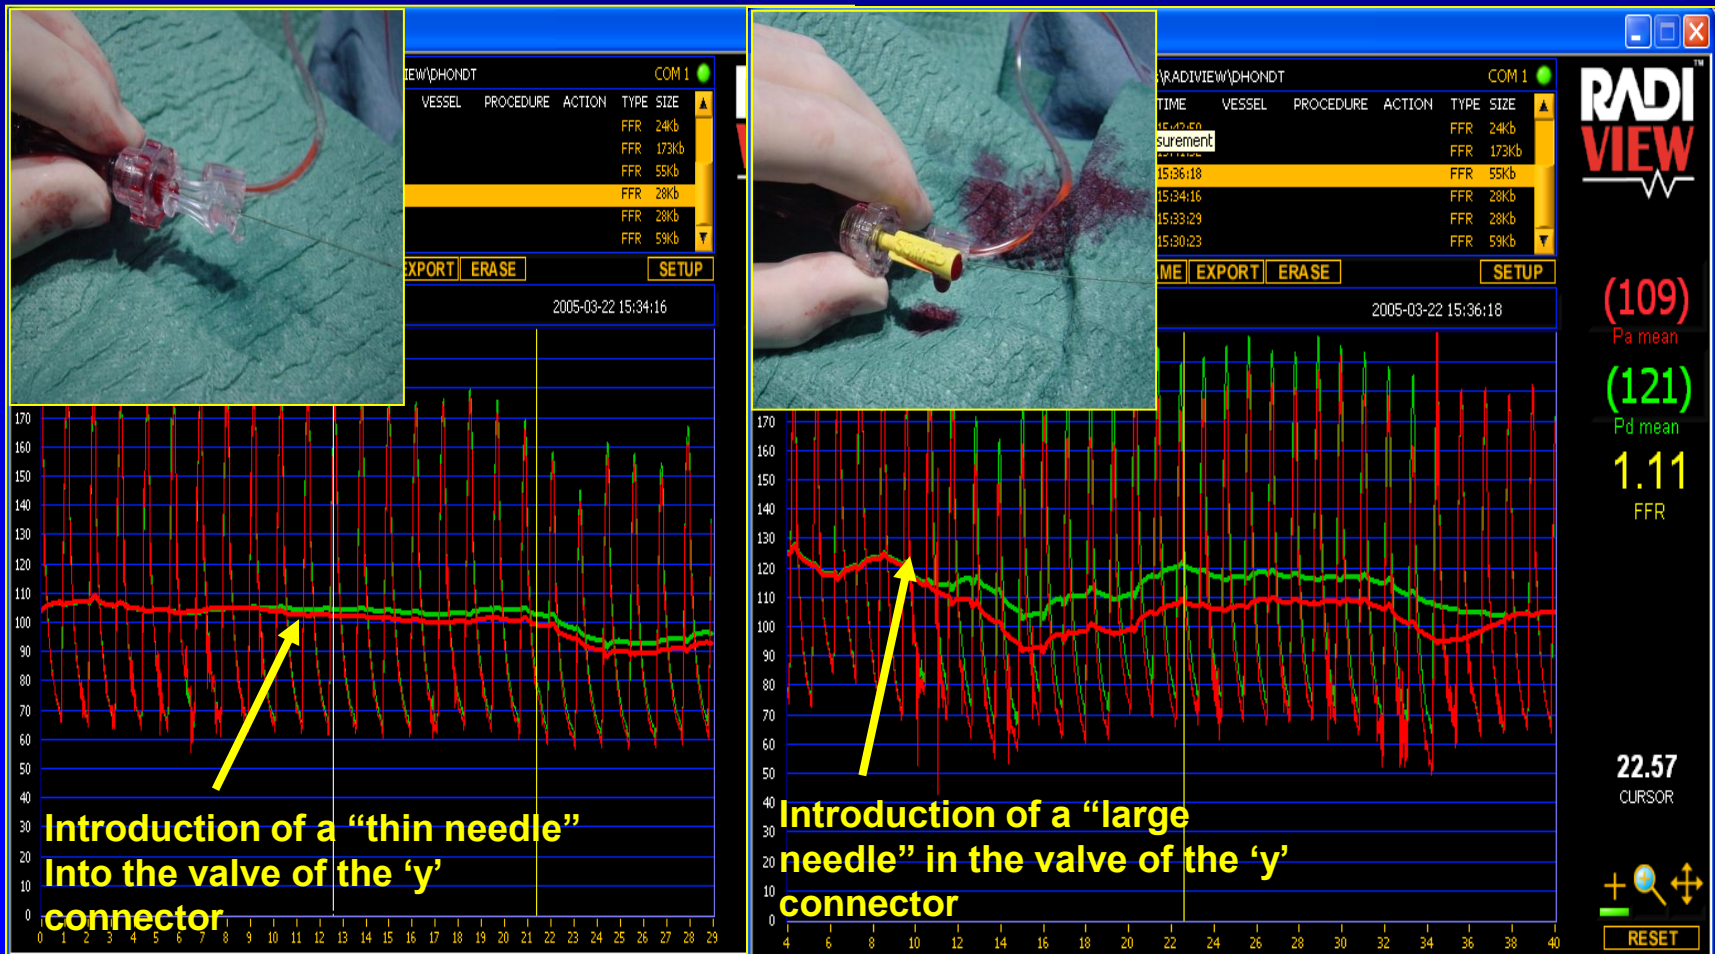 IEW\DHONDT COM 1
VESSEL PROCEDURE ACTION TYPE SIZE
FFR 24Kb
FFR 173Kb
FFR 55Kb
FFR 28Kb
FFR 28Kb
FFR 59Kb
EXPORT ERASE SETUP
2005-03-22 15:34:16
170
160
150
140
130
120
110
100
90
80
70
60
50
40
30
20
10
0
0 1 2 3 4 5 6 7 8 9 10 11 12 13 14 15 16 17 18 19 20 21 22 23 24 25 26 27 28 29
Introduction of a “thin needle”
Into the valve of the ‘y’
connector
\RADIVIEW\DHONDT COM 1
TIME VESSEL PROCEDURE ACTION TYPE SIZE
15:42:50 FFR 24Kb
surement
FFR 173Kb
15:36:18 FFR 55Kb
15:34:16 FFR 28Kb
15:33:29 FFR 28Kb
15:30:23 FFR 59Kb
ME EXPORT ERASE SETUP
2005-03-22 15:36:18
170
160
150
140
130
120
110
100
90
80
70
60
50
40
30
20
10
0
4 6 8 10 12 14 16 18 20 22 24 26 28 30 32 34 36 38 40
Introduction of a “large
needle” in the valve of the ‘y’
connector
RADI™
VIEW
(109)
Pa mean
(121)
Pd mean
1.11
FFR
22.57
CURSOR
RESET